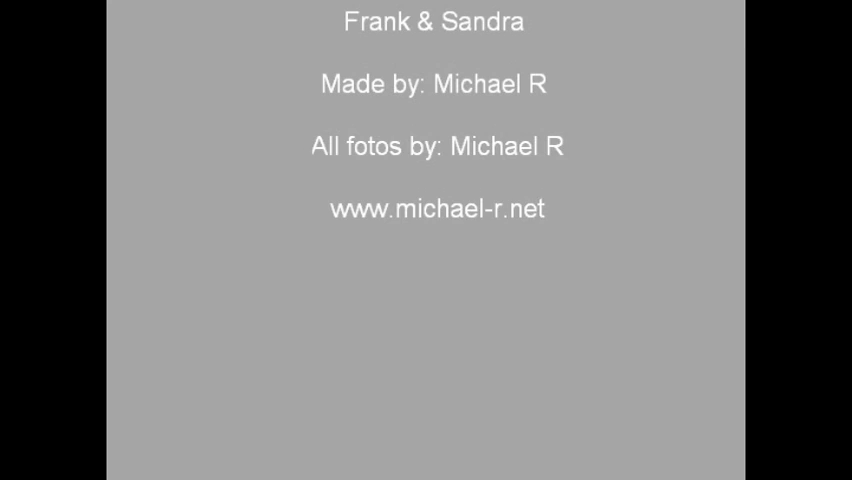 Frank & Sandra
Made by: Michael R
All fotos by: Michael R
www.michael-r.net